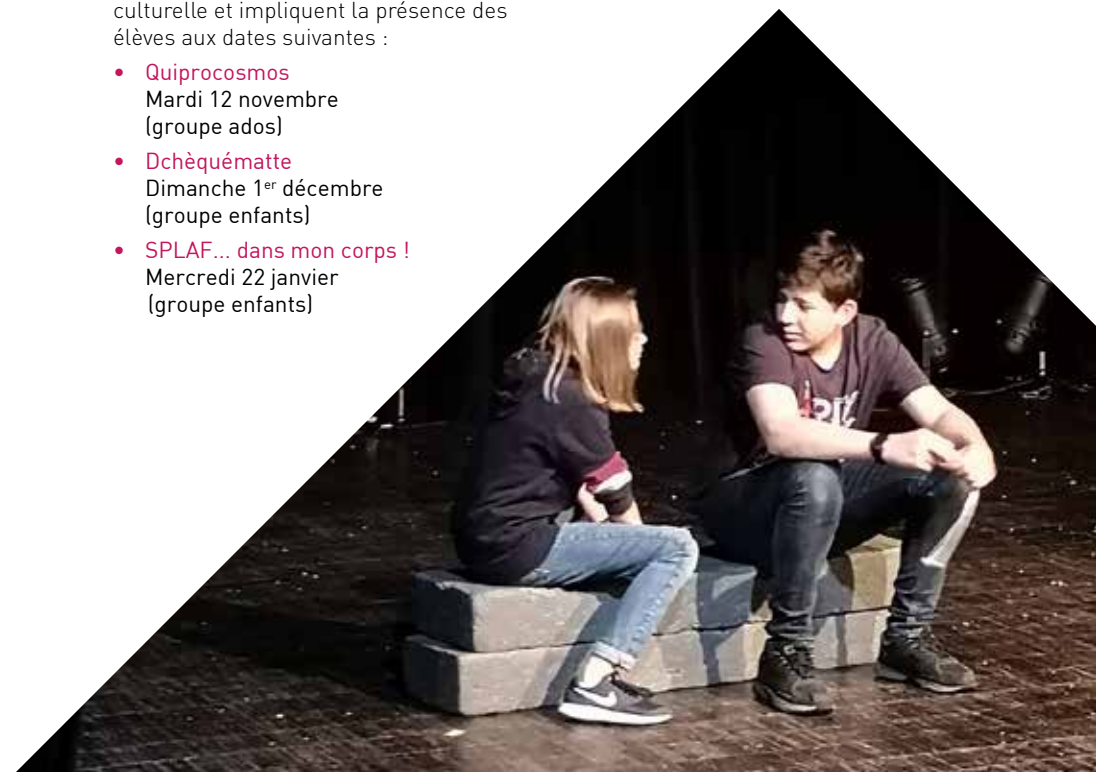 culturelle et impliquent la présence des
élèves aux dates suivantes :
• Quiprocosmos
Mardi 12 novembre
(groupe ados)
• Dchèquématte
Dimanche 1er décembre
(groupe enfants)
• SPLAF... dans mon corps !
Mercredi 22 janvier
(groupe enfants)